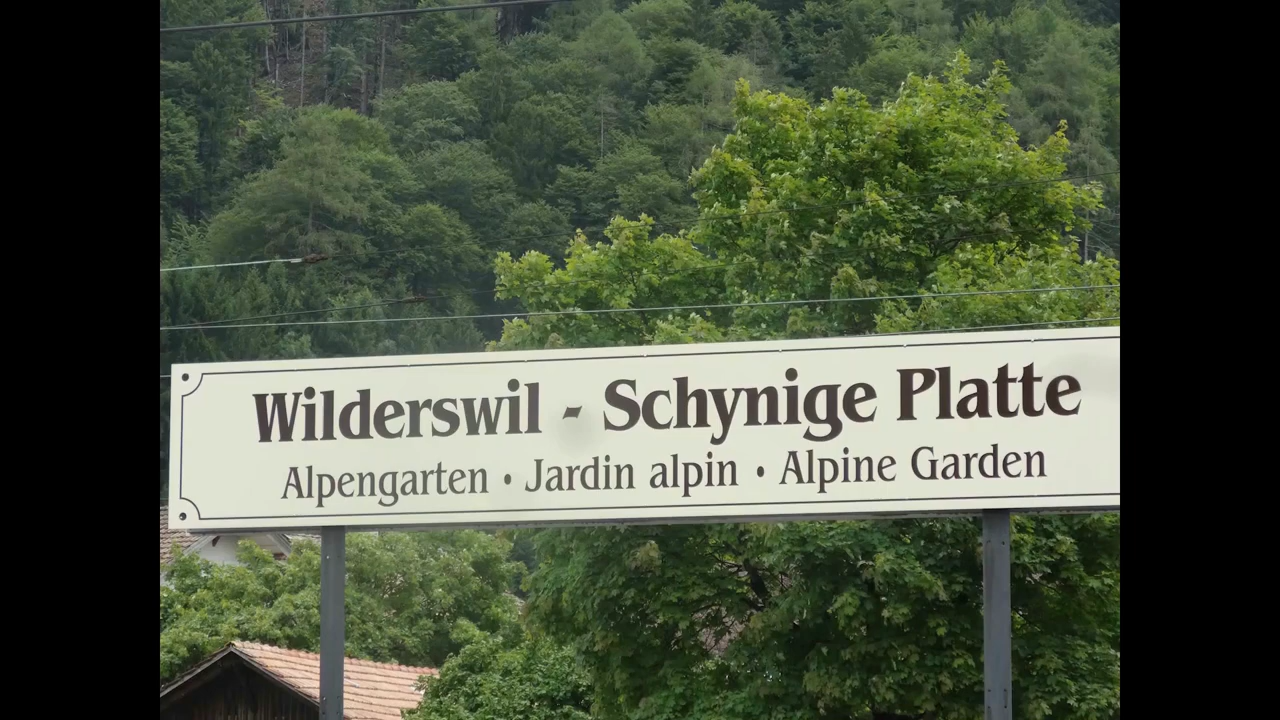 Wilderswil - Schynige Platte
Alpengarten • Jardin alpin • Alpine Garden